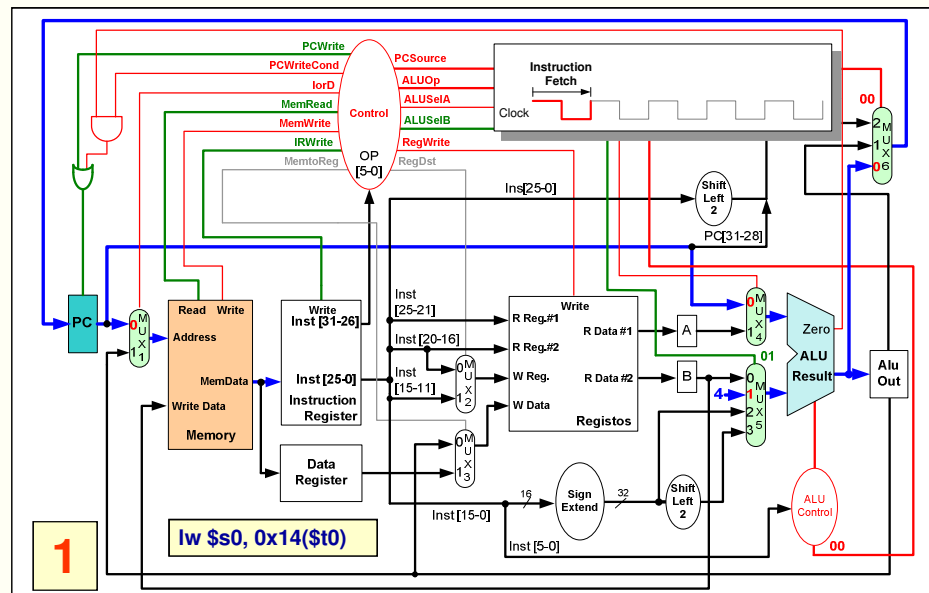 PCWrite
PCWriteCond
IorD
MemRead
MemWrite
IRWrite
MemtoReg
Control
OP
[5-0]
PCSource
ALUOp
ALUSelA
ALUSelB
RegWrite
RegDst
Instruction
Fetch
Clock
00
2
1
0
M
U
X
6
Ins[25-0]
Shift
Left
2
PC[31-28]
PC
0
1
M
U
X
1
Read Write
Address
MemData
Write Data
Memory
Write
Inst [31-26]
Inst [25-0]
Instruction
Register
Data
Register
Inst
[25-21]
Inst [20-16]
Inst
[15-11]
0
1
M
U
X
2
0
1
M
U
X
3
Write
R Reg.#1
R Reg.#2
W Reg.
W Data
R Data #1
R Data #2
Registos
A
B
0
1
M
U
X
4
01
4
0
1
2
3
M
U
X
5
Zero
ALU
Result
Alu
Out
16
Sign
Extend
32
Shift
Left
2
Inst [15-0]
Inst [5-0]
ALU
Control
00
1
lw $s0, 0x14($t0)